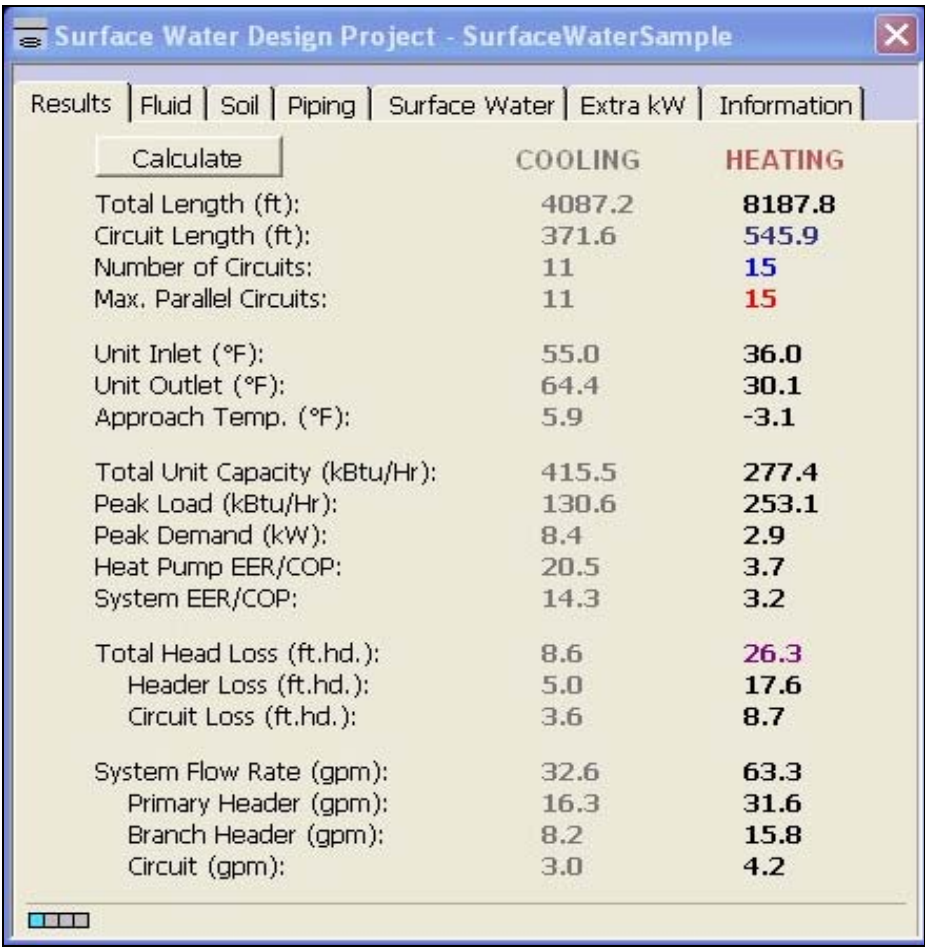 Surface Water Design Project - SurfaceWaterSample
Results Fluid Soil Piping Surface Water Extra kW Information
Calculate COOLING HEATING
Total Length (ft): 4087.2 8187.8
Circuit Length (ft): 371.6 545.9
Number of Circuits: 11 15
Max. Parallel Circuits: 11 15
Unit Inlet (°F): 55.0 36.0
Unit Outlet (°F): 64.4 30.1
Approach Temp. (°F): 5.9 -3.1
Total Unit Capacity (kBtu/Hr): 415.5 277.4
Peak Load (kBtu/Hr): 130.6 253.1
Peak Demand (kW): 8.4 2.9
Heat Pump EER/COP: 20.5 3.7
System EER/COP: 14.3 3.2
Total Head Loss (ft.hd.): 8.6 26.3
Header Loss (ft.hd.): 5.0 17.6
Circuit Loss (ft.hd.): 3.6 8.7
System Flow Rate (gpm): 32.6 63.3
Primary Header (gpm): 16.3 31.6
Branch Header (gpm): 8.2 15.8
Circuit (gpm): 3.0 4.2